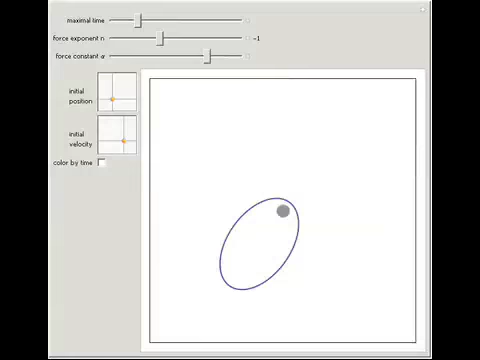 maximal time
force exponent n
-1
force constant α
initial
position
initial
velocity
color by time